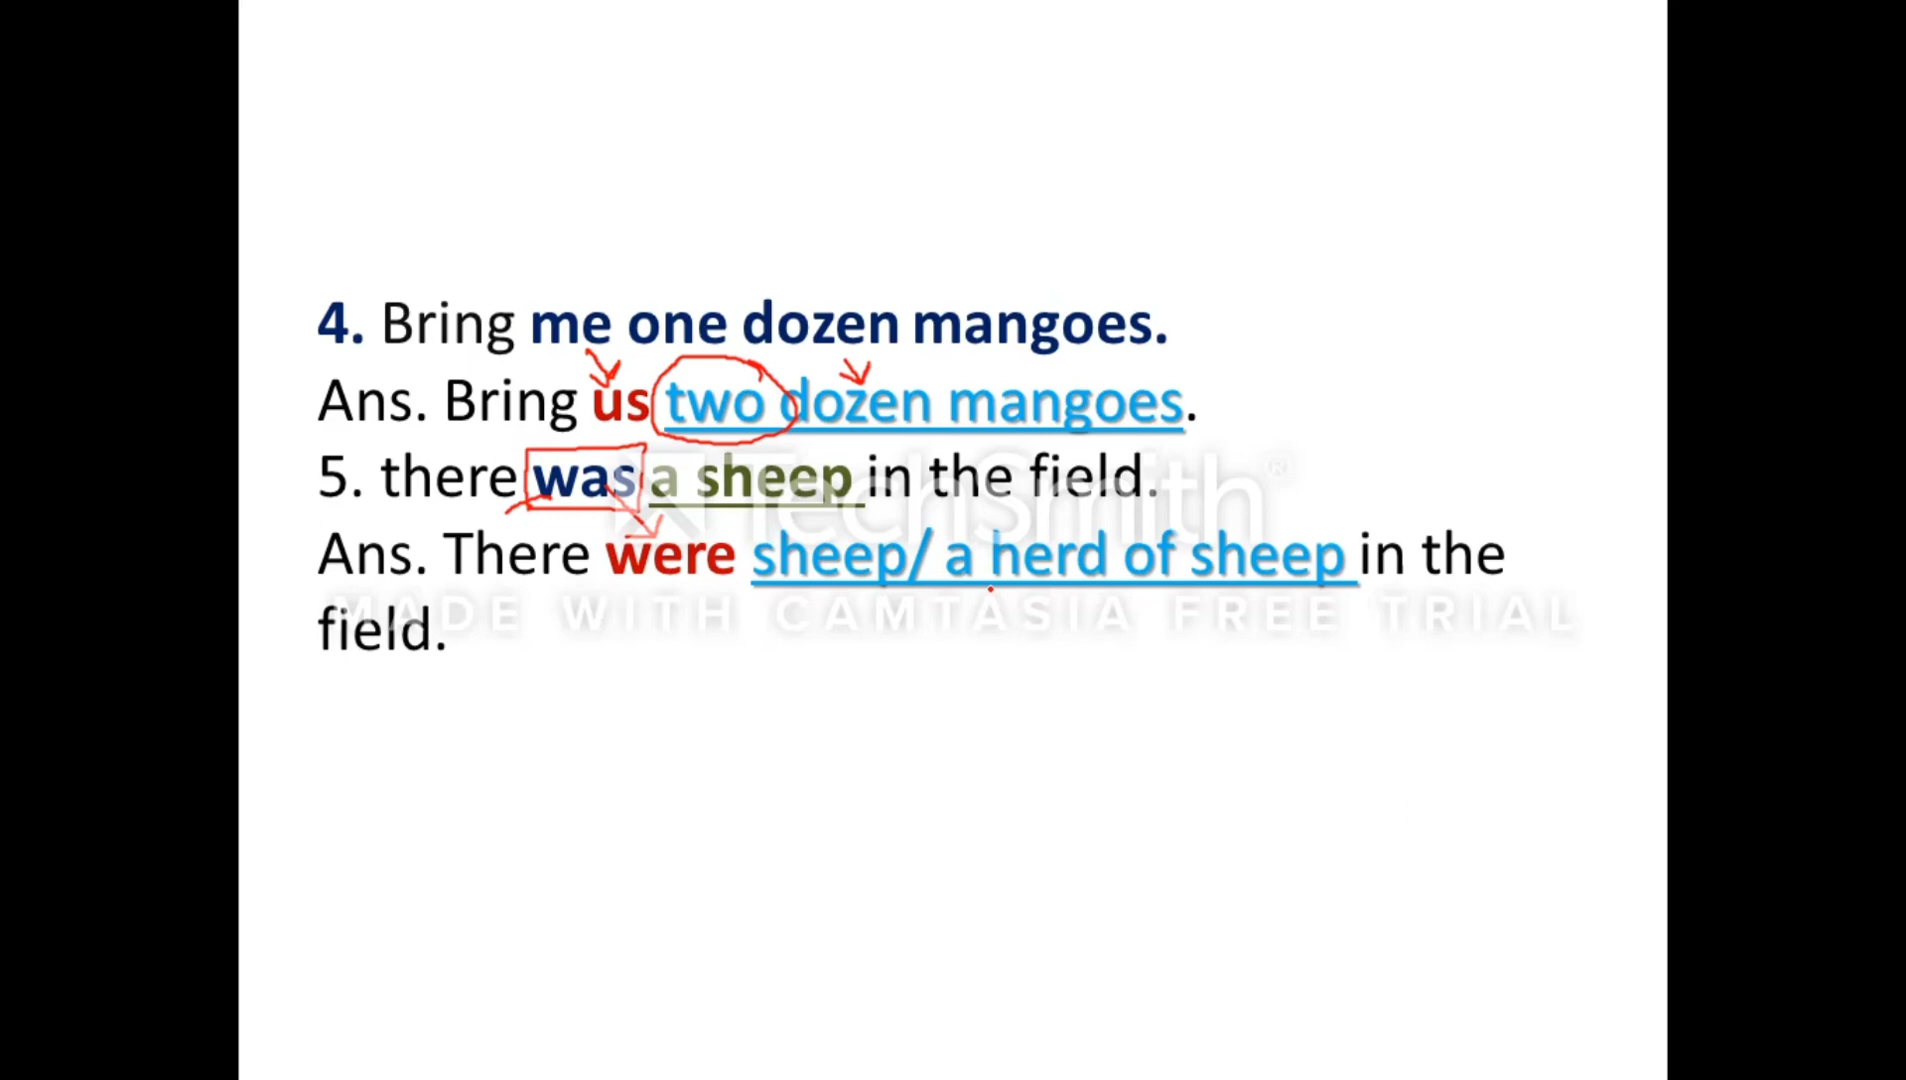 4. Bring me one dozen mangoes.
Ans. Bring us two dozen mangoes.
5. there was a sheep in the field.
TechSmith®
Ans. There were sheep/ a herd of sheep in the
MADE WITH CAMTASIA FREE TRIAL
field.